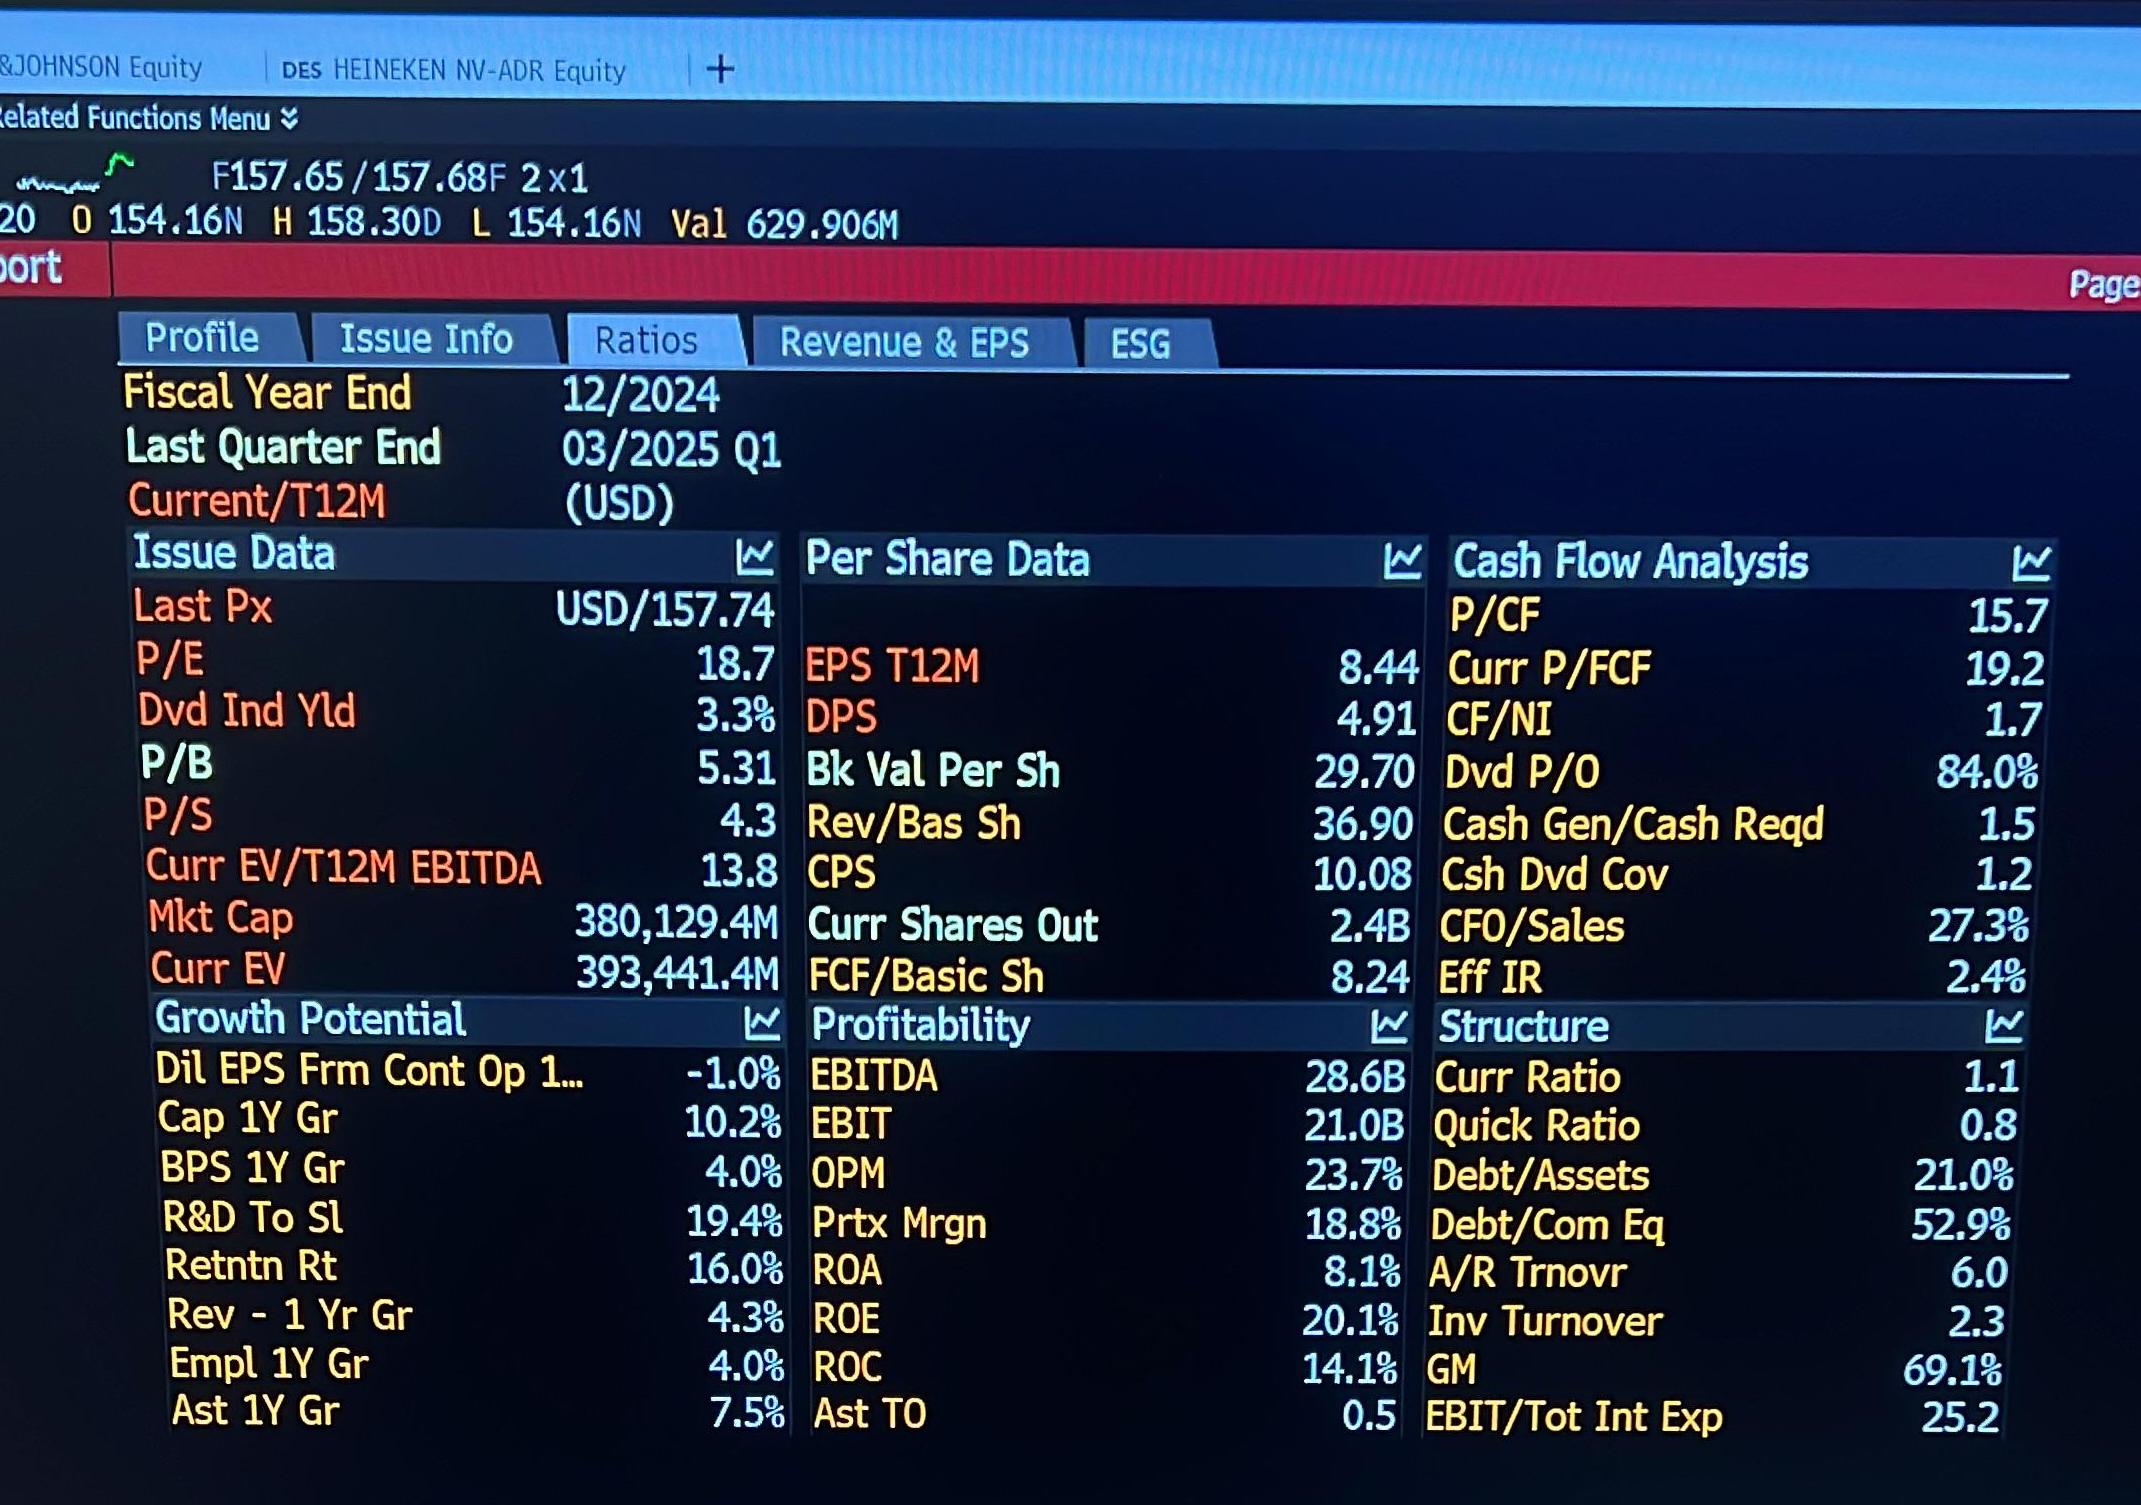 &JOHNSON Equity DES HEINEKEN NV-ADR Equity +
Related Functions Menu
F157.65/157.68F 2x1
20 O 154.16N H 158.30D L 154.16N Val 629.906M
port Page
Profile Issue Info Ratios Revenue & EPS ESG
Fiscal Year End 12/2024
Last Quarter End 03/2025 Q1
Current/T12M (USD)
Issue Data Per Share Data Cash Flow Analysis
Last Px USD/157.74 P/CF 15.7
P/E 18.7 EPS T12M 8.44 Curr P/FCF 19.2
Dvd Ind Yld 3.3% DPS 4.91 CF/NI 1.7
P/B 5.31 Bk Val Per Sh 29.70 Dvd P/O 84.0%
P/S 4.3 Rev/Bas Sh 36.90 Cash Gen/Cash Reqd 1.5
Curr EV/T12M EBITDA 13.8 CPS 10.08 Csh Dvd Cov 1.2
Mkt Cap 380,129.4M Curr Shares Out 2.4B CFO/Sales 27.3%
Curr EV 393,441.4M FCF/Basic Sh 8.24 Eff IR 2.4%
Growth Potential Profitability Structure
Dil EPS Frm Cont Op 1... -1.0% EBITDA 28.6B Curr Ratio 1.1
Cap 1Y Gr 10.2% EBIT 21.0B Quick Ratio 0.8
BPS 1Y Gr 4.0% OPM 23.7% Debt/Assets 21.0%
R&D To Sl 19.4% Prtx Mrgn 18.8% Debt/Com Eq 52.9%
Retntn Rt 16.0% ROA 8.1% A/R Trnovr 6.0
Rev - 1 Yr Gr 4.3% ROE 20.1% Inv Turnover 2.3
Empl 1Y Gr 4.0% ROC 14.1% GM 69.1%
Ast 1Y Gr 7.5% Ast TO 0.5 EBIT/Tot Int Exp 25.2